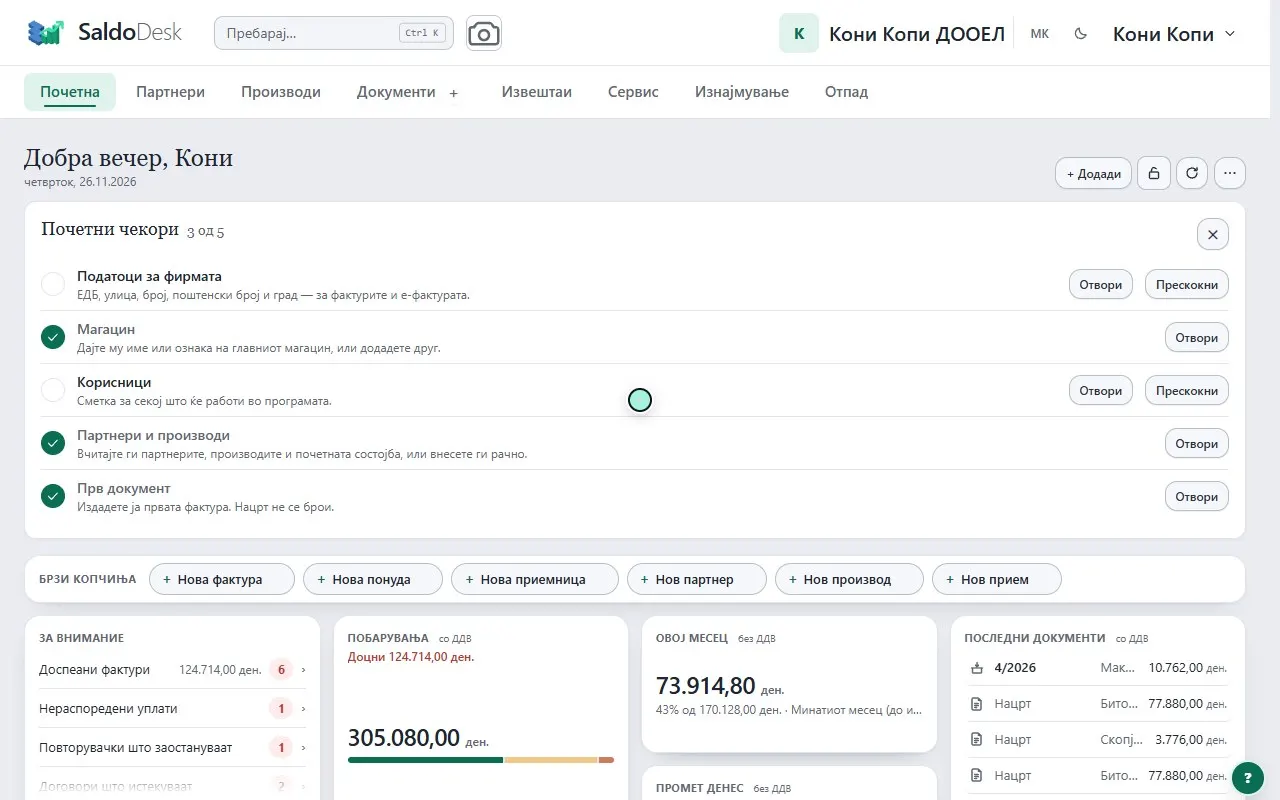 SaldoDesk
Пребарај...
Ctrl K
K
Кони Копи ДООЕЛ
МК
Кони Копи
Почетна
Партнери
Производи
Документи +
Извештаи
Сервис
Изнајмување
Отпад
Добра вечер, Кони
четврток, 26.11.2026
+ Додади
Почетни чекори 3 од 5
Податоци за фирмата
ЕДБ, улица, број, поштенски број и град — за фактурите и е-фактурата.
Отвори
Прескокни
Магацин
Дајте му име или ознака на главниот магацин, или додадете друг.
Отвори
Корисници
Сметка за секој што ќе работи во програмата.
Отвори
Прескокни
Партнери и производи
Вчитајте ги партнерите, производите и почетната состојба, или внесете ги рачно.
Отвори
Прв документ
Издадете ја првата фактура. Нацрт не се брои.
Отвори
БРЗИ КОПЧИЊА
+ Нова фактура
+ Нова понуда
+ Нова приемница
+ Нов партнер
+ Нов производ
+ Нов прием
ЗА ВНИМАНИЕ
Доспеани фактури 124.714,00 ден. 6
Нераспоредени уплати 1
Повторувачки што заостануваат 1
Договори што истекуваат 2
ПОБАРУВАЊА со ДДВ
Доцни 124.714,00 ден.
305.080,00 ден.
ОВОЈ МЕСЕЦ без ДДВ
73.914,80 ден.
43% од 170.128,00 ден. · Минатиот месец (до и...
ПРОМЕТ ДЕНЕС без ДДВ
ПОСЛЕДНИ ДОКУМЕНТИ со ДДВ
4/2026 Мак... 10.762,00 ден.
Нацрт Бито... 77.880,00 ден.
Нацрт Скопј... 3.776,00 ден.
Нацрт Бито... 77.880,00 ден.
?